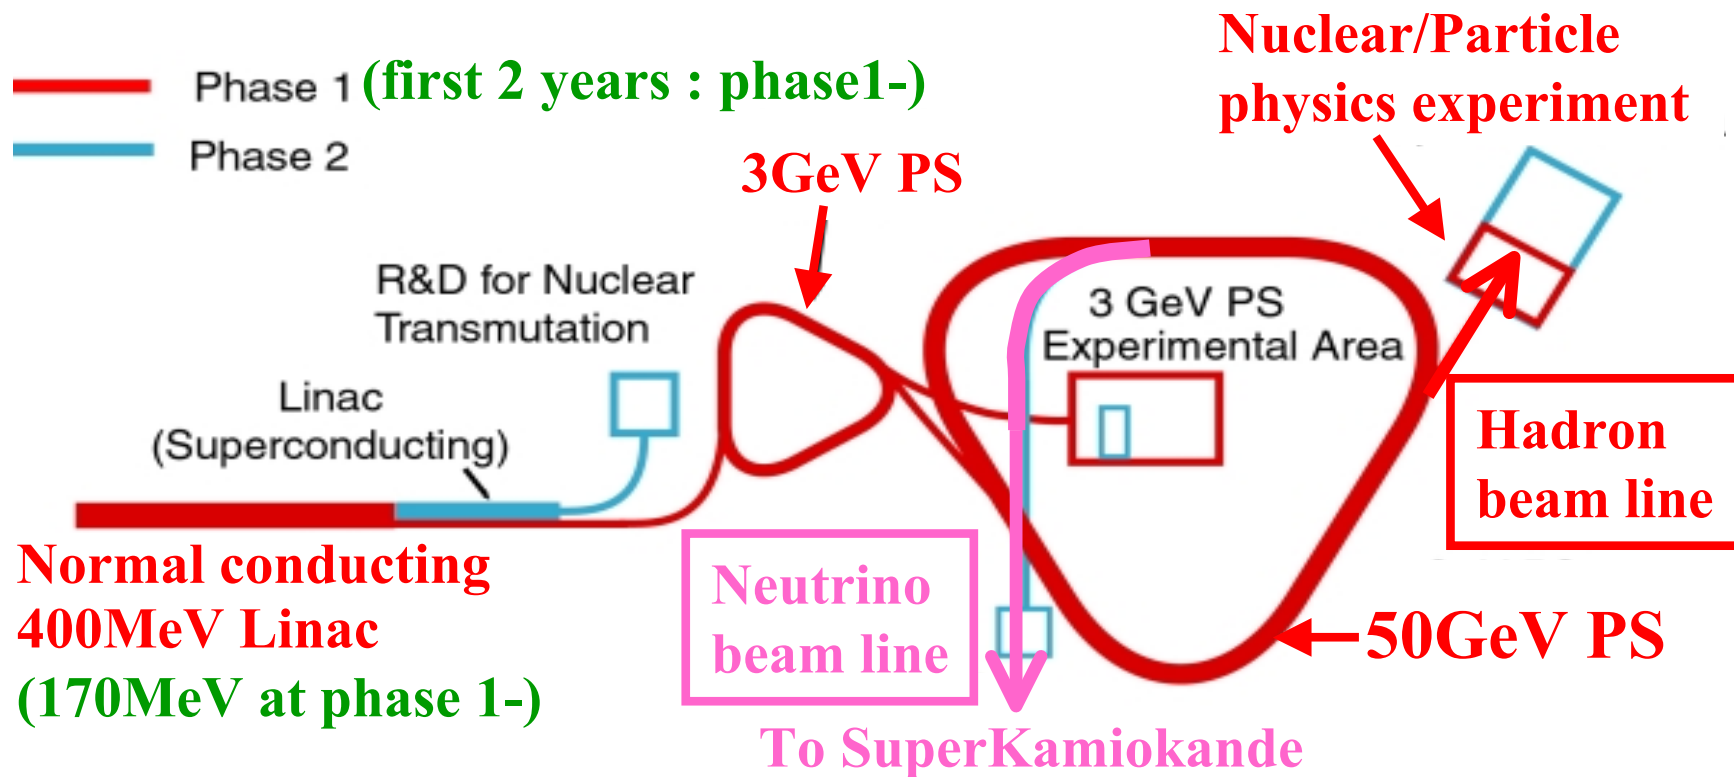 Phase 1 (first 2 years : phase1-)
Phase 2
Nuclear/Particle
physics experiment
3GeV PS
R&D for Nuclear
Transmutation
3 GeV PS
Experimental Area
Linac
(Superconducting)
Hadron
beam line
Normal conducting
400MeV Linac
(170MeV at phase 1-)
Neutrino
beam line
50GeV PS
To SuperKamiokande